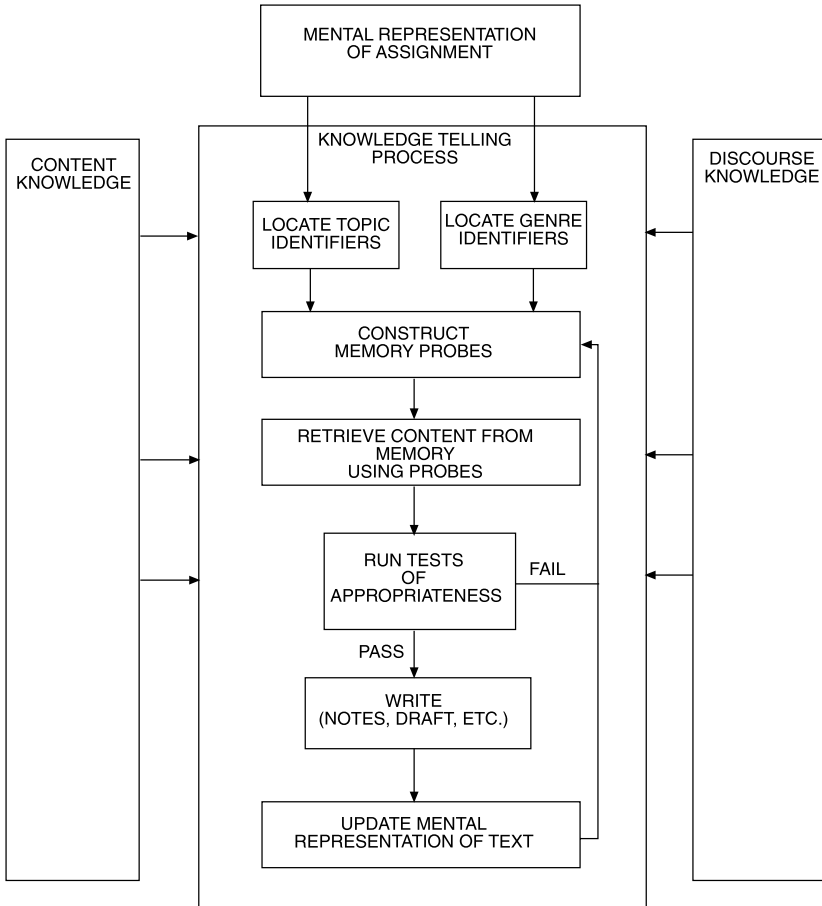 MENTAL REPRESENTATION
OF ASSIGNMENT
KNOWLEDGE TELLING
PROCESS
CONTENT
KNOWLEDGE
DISCOURSE
KNOWLEDGE
LOCATE TOPIC
IDENTIFIERS
LOCATE GENRE
IDENTIFIERS
CONSTRUCT
MEMORY PROBES
RETRIEVE CONTENT FROM
MEMORY
USING PROBES
RUN TESTS
OF
APPROPRIATENESS
FAIL
PASS
WRITE
(NOTES, DRAFT, ETC.)
UPDATE MENTAL
REPRESENTATION OF TEXT